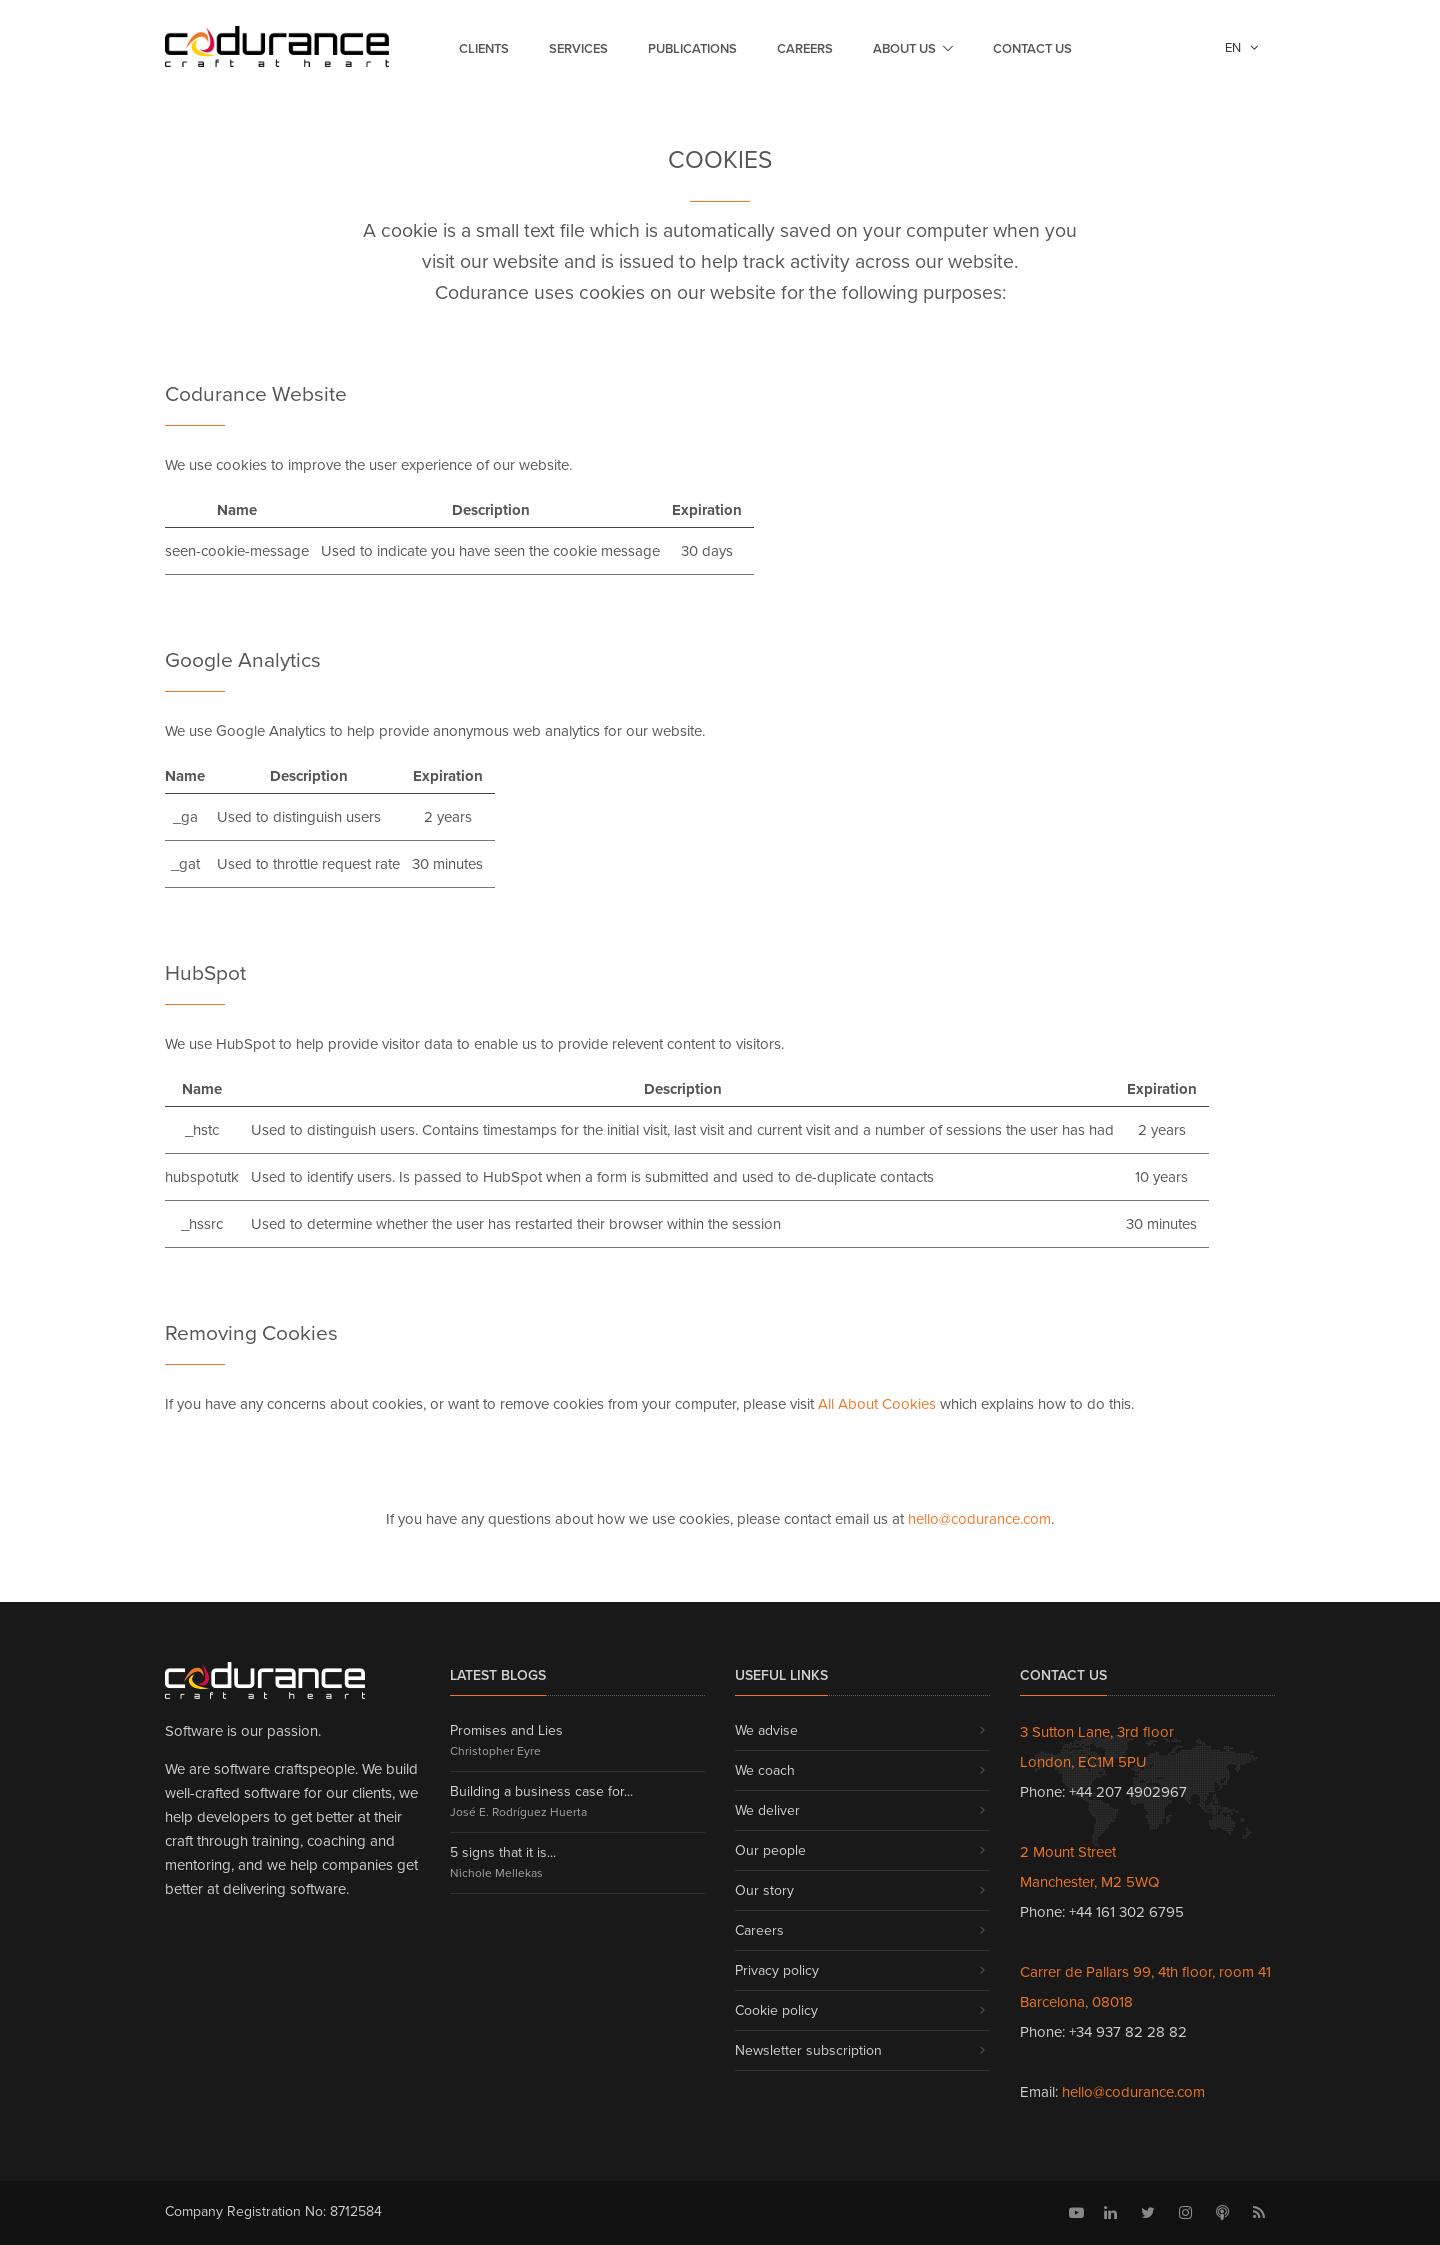 codurance
craft at heart
CLIENTS SERVICES PUBLICATIONS CAREERS ABOUT US CONTACT US EN
COOKIES
A cookie is a small text file which is automatically saved on your computer when you
visit our website and is issued to help track activity across our website.
Codurance uses cookies on our website for the following purposes:
Codurance Website
We use cookies to improve the user experience of our website.
Name Description Expiration
seen-cookie-message Used to indicate you have seen the cookie message 30 days
Google Analytics
We use Google Analytics to help provide anonymous web analytics for our website.
Name Description Expiration
_ga Used to distinguish users 2 years
_gat Used to throttle request rate 30 minutes
HubSpot
We use HubSpot to help provide visitor data to enable us to provide relevent content to visitors.
Name Description Expiration
_hstc Used to distinguish users. Contains timestamps for the initial visit, last visit and current visit and a number of sessions the user has had 2 years
hubspotutk Used to identify users. Is passed to HubSpot when a form is submitted and used to de-duplicate contacts 10 years
_hssrc Used to determine whether the user has restarted their browser within the session 30 minutes
Removing Cookies
If you have any concerns about cookies, or want to remove cookies from your computer, please visit All About Cookies which explains how to do this.
If you have any questions about how we use cookies, please contact email us at hello@codurance.com.
codurance
craft at heart
Software is our passion.
We are software craftspeople. We build
well-crafted software for our clients, we
help developers to get better at their
craft through training, coaching and
mentoring, and we help companies get
better at delivering software.
LATEST BLOGS
Promises and Lies
Christopher Eyre
Building a business case for...
José E. Rodríguez Huerta
5 signs that it is...
Nichole Mellekas
USEFUL LINKS
We advise
We coach
We deliver
Our people
Our story
Careers
Privacy policy
Cookie policy
Newsletter subscription
CONTACT US
3 Sutton Lane, 3rd floor
London, EC1M 5PU
Phone: +44 207 4902967
2 Mount Street
Manchester, M2 5WQ
Phone: +44 161 302 6795
Carrer de Pallars 99, 4th floor, room 41
Barcelona, 08018
Phone: +34 937 82 28 82
Email: hello@codurance.com
Company Registration No: 8712584